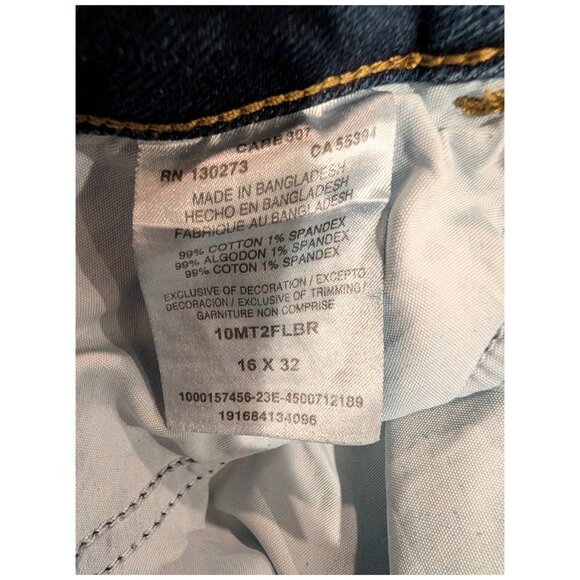 CARE 301
RN 130273 CA 55394
MADE IN BANGLADESH
HECHO EN BANGLADESH
FABRIQUE AU BANGLADESH
99% COTTON 1% SPANDEX
99% ALGODON 1% SPANDEX
99% COTON 1% SPANDEX
EXCLUSIVE OF DECORATION / EXCEPTO
DECORACION / EXCLUSIVE OF TRIMMING /
GARNITURE NON COMPRISE
10MT2FLBR
16 X 32
1000157456-23E-4500712189
191684134096